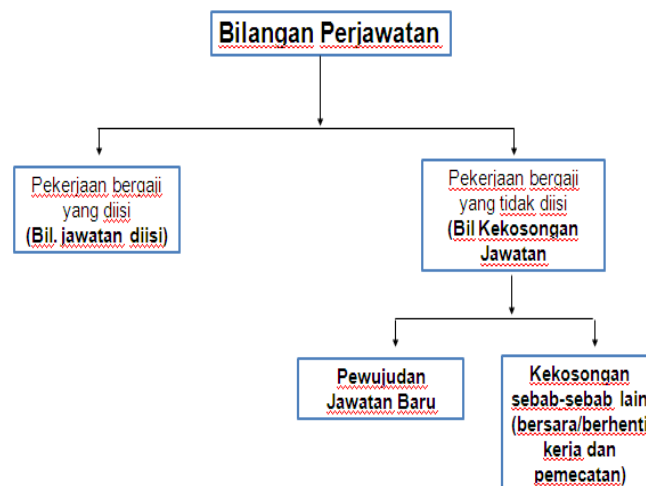 Bilangan Perjawatan
Pekerjaan bergaji
yang diisi
(Bil. jawatan diisi)
Pekerjaan bergaji
yang tidak diisi
(Bil Kekosongan
Jawatan
Pewujudan
Jawatan Baru
Kekosongan
sebab-sebab lain
(bersara/berhenti
kerja dan
pemecatan)